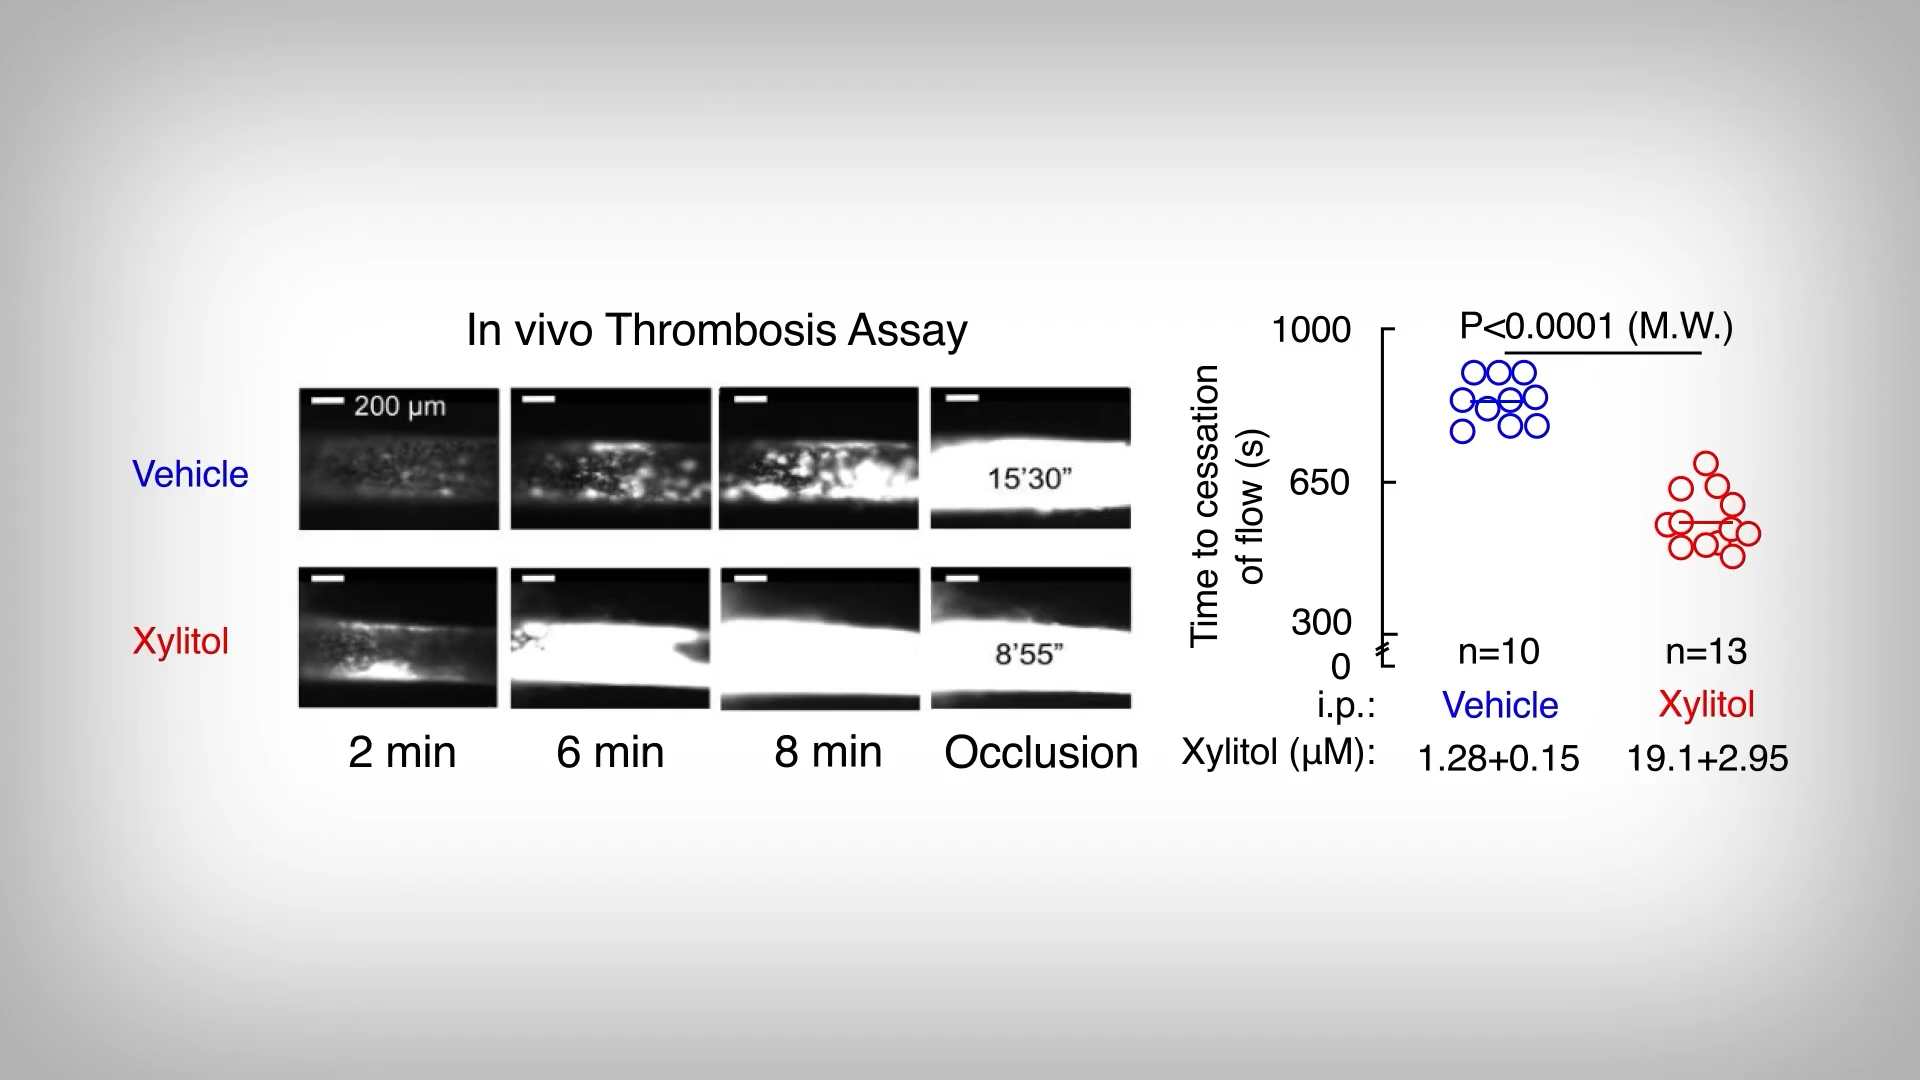 In vivo Thrombosis Assay
Vehicle
200 µm
15’30”
Xylitol
8’55”
2 min 6 min 8 min Occlusion
Time to cessation
of flow (s)
1000
650
300
0
P<0.0001 (M.W.)
n=10 n=13
i.p.: Vehicle Xylitol
Xylitol (µM): 1.28+0.15 19.1+2.95